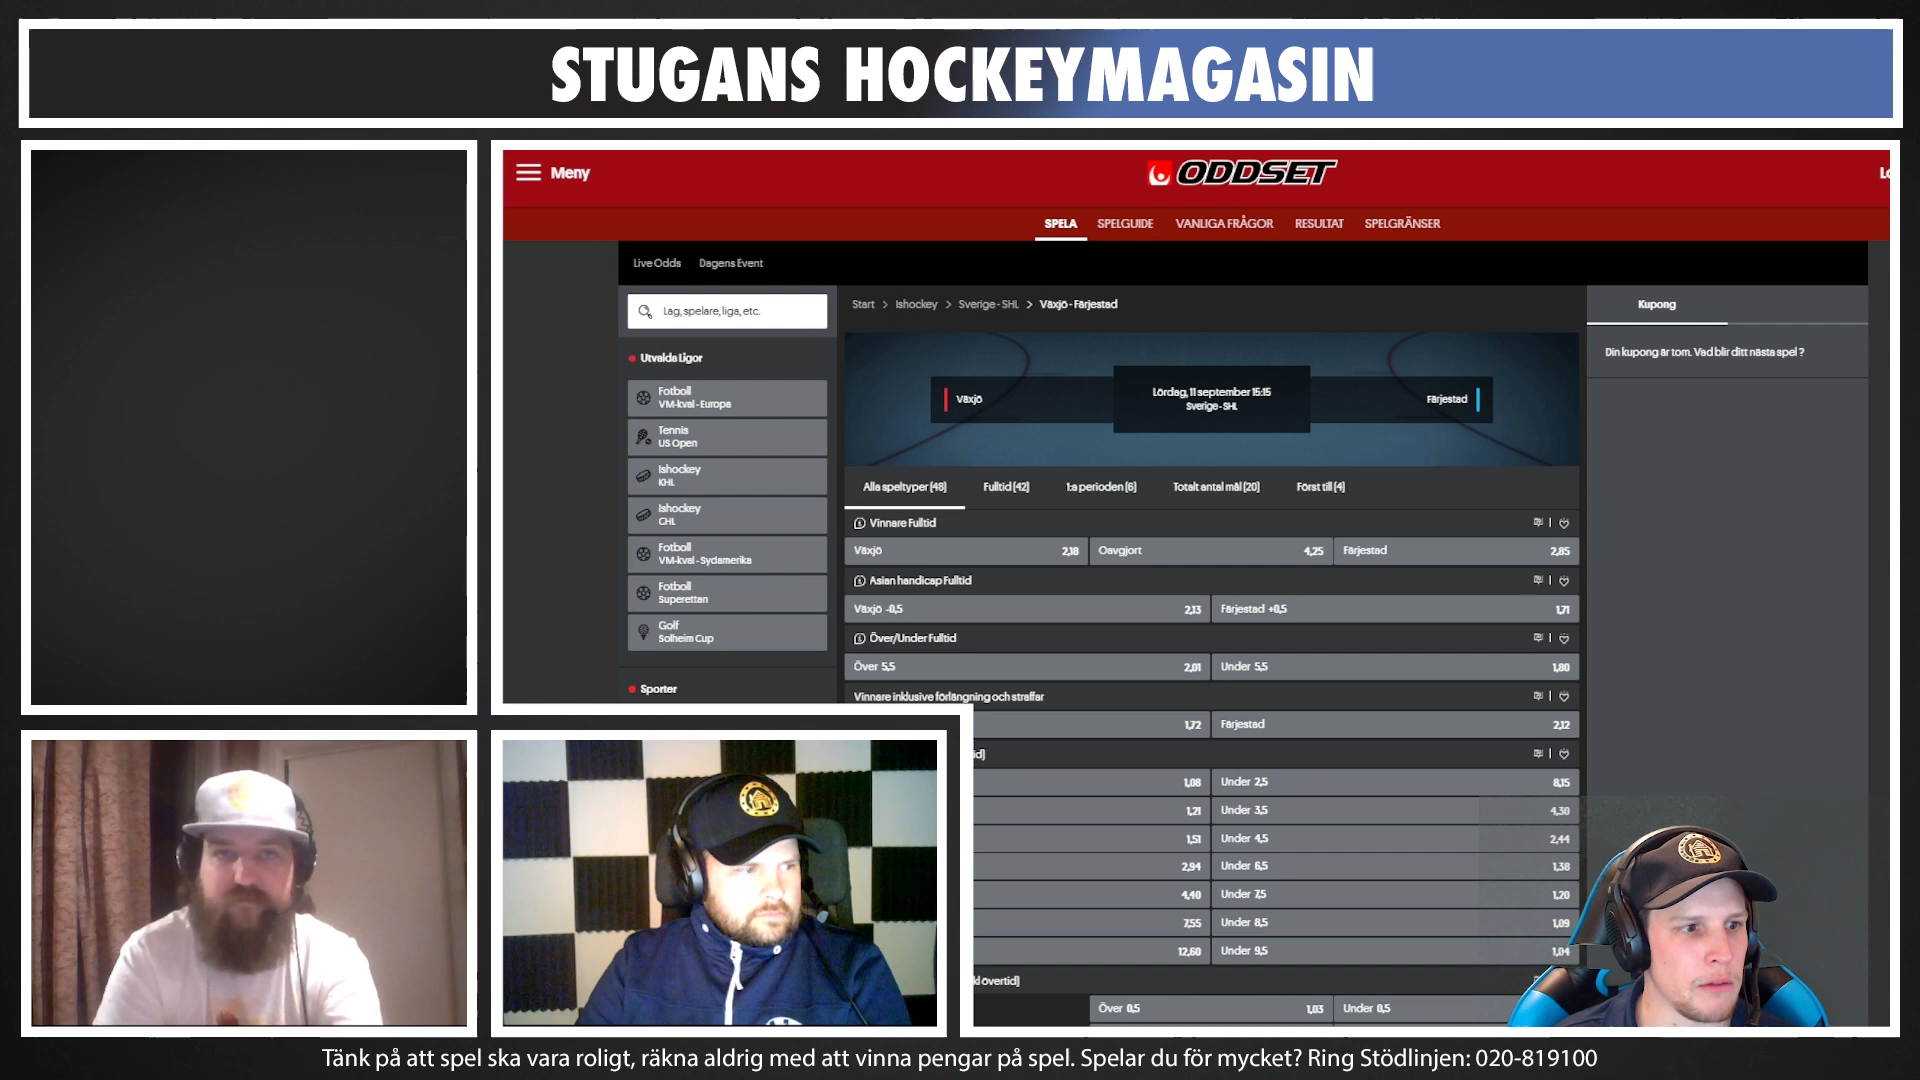 STUGANS HOCKEYMAGASIN
Meny
ODDSET
SPELA SPELGUIDE VANLIGA FRÅGOR RESULTAT SPELGRÄNSER
Live Odds Dagens Event
Lag, spelare, liga, etc.
Utvalda Ligor
Fotboll
VM-kval - Europa
Tennis
US Open
Ishockey
KHL
Ishockey
CHL
Fotboll
VM-kval - Sydamerika
Fotboll
Superettan
Golf
Solheim Cup
Sporter
Start > Ishockey > Sverige - SHL > Växjö - Färjestad
Växjö
Lördag, 11 september 15:15
Sverige - SHL
Färjestad
Alla speltyper [48] Fulltid [42] 1:a perioden [6] Totalt antal mål [20] Först till [4]
Vinnare Fulltid
Växjö 2,18 Oavgjort 4,25 Färjestad 2,85
Asian handicap Fulltid
Växjö -0,5 2,13 Färjestad +0,5 1,71
Över/Under Fulltid
Över 5,5 2,01 Under 5,5 1,80
Vinnare inklusive förlängning och straffar
1,72 Färjestad 2,12
1,08 Under 2,5 8,15
1,21 Under 3,5 4,30
1,51 Under 4,5 2,44
2,94 Under 6,5 1,38
4,40 Under 7,5 1,20
7,55 Under 8,5 1,09
12,60 Under 9,5 1,04
övertid]
Över 0,5 1,03 Under 0,5
Kupong
Din kupong är tom. Vad blir ditt nästa spel ?
Tänk på att spel ska vara roligt, räkna aldrig med att vinna pengar på spel. Spelar du för mycket? Ring Stödlinjen: 020-819100